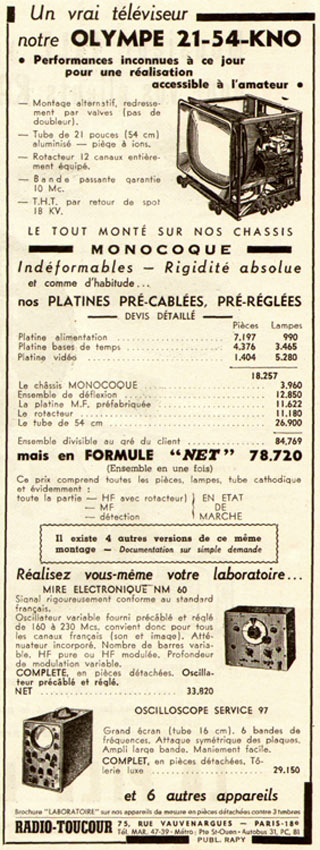 Un vrai téléviseur
notre OLYMPE 21-54-KNO
• Performances inconnues à ce jour
pour une réalisation
accessible à l'amateur •
— Montage alternatif, redressement par valves (pas de
doubleur).
— Tube de 21 pouces (54 cm)
aluminisé — piège à ions.
— Rotacteur 12 canaux entièrement équipé.
— Bande passante garantie
10 Mc.
— T.H.T. par retour de spot
18 KV.
LE TOUT MONTÉ SUR NOS CHASSIS
MONOCOQUE
Indéformables — Rigidité absolue
et comme d'habitude...
nos PLATINES PRÉ-CABLÉES, PRÉ-RÉGLÉES
DEVIS DÉTAILLÉ
Pièces Lampes
Platine alimentation 7.197 990
Platine bases de temps 4.376 3.465
Platine vidéo 1.404 5.280
18.257
Le châssis MONOCOQUE 3.960
Ensemble de déflexion 12.850
La platine M.F. préfabriquée 11.622
Le rotacteur 11.180
Le tube de 54 cm 26.900
Ensemble divisible au gré du client 84,769
mais en FORMULE "NET" 78.720
(Ensemble en une fois)
Ce prix comprend toutes les pièces, lampes, tube cathodique
et évidemment :
toute la partie — HF avec rotacteur) EN ETAT
— MF DE
— détection MARCHE
Il existe 4 autres versions de ce même
montage — Documentation sur simple demande
Réalisez vous-même votre laboratoire...
MIRE ELECTRONIQUE NM 60
Signal rigoureusement conforme au standard
français.
Oscillateur variable fourni précâblé et réglé
de 160 à 230 Mcs, convient donc pour tous
les canaux français (son et image). Atténuateur incorporé. Nombre de barres variable, HF pure ou HF modulée. Profondeur
de modulation variable.
COMPLETE, en pièces détachées. Oscillateur précâblé et réglé.
NET 33.820
OSCILLOSCOPE SERVICE 97
Grand écran (tube 16 cm). 6 bandes de
fréquences. Attaque symétrique des plaques.
Ampli large bande. Maniement facile.
COMPLET, en pièces détachées. Tôlerie luxe 29.150
et 6 autres appareils
Brochure "LABORATOIRE" sur nos appareils de mesure en pièces détachées contre 3 timbres
RADIO-TOUCOUR 75, RUE VAUVENARGUES — PARIS-18e
Tél. MAR. 47-39 - Métro : Pte St-Ouen - Autobus 31, PC, 81
PUBL. RAPY